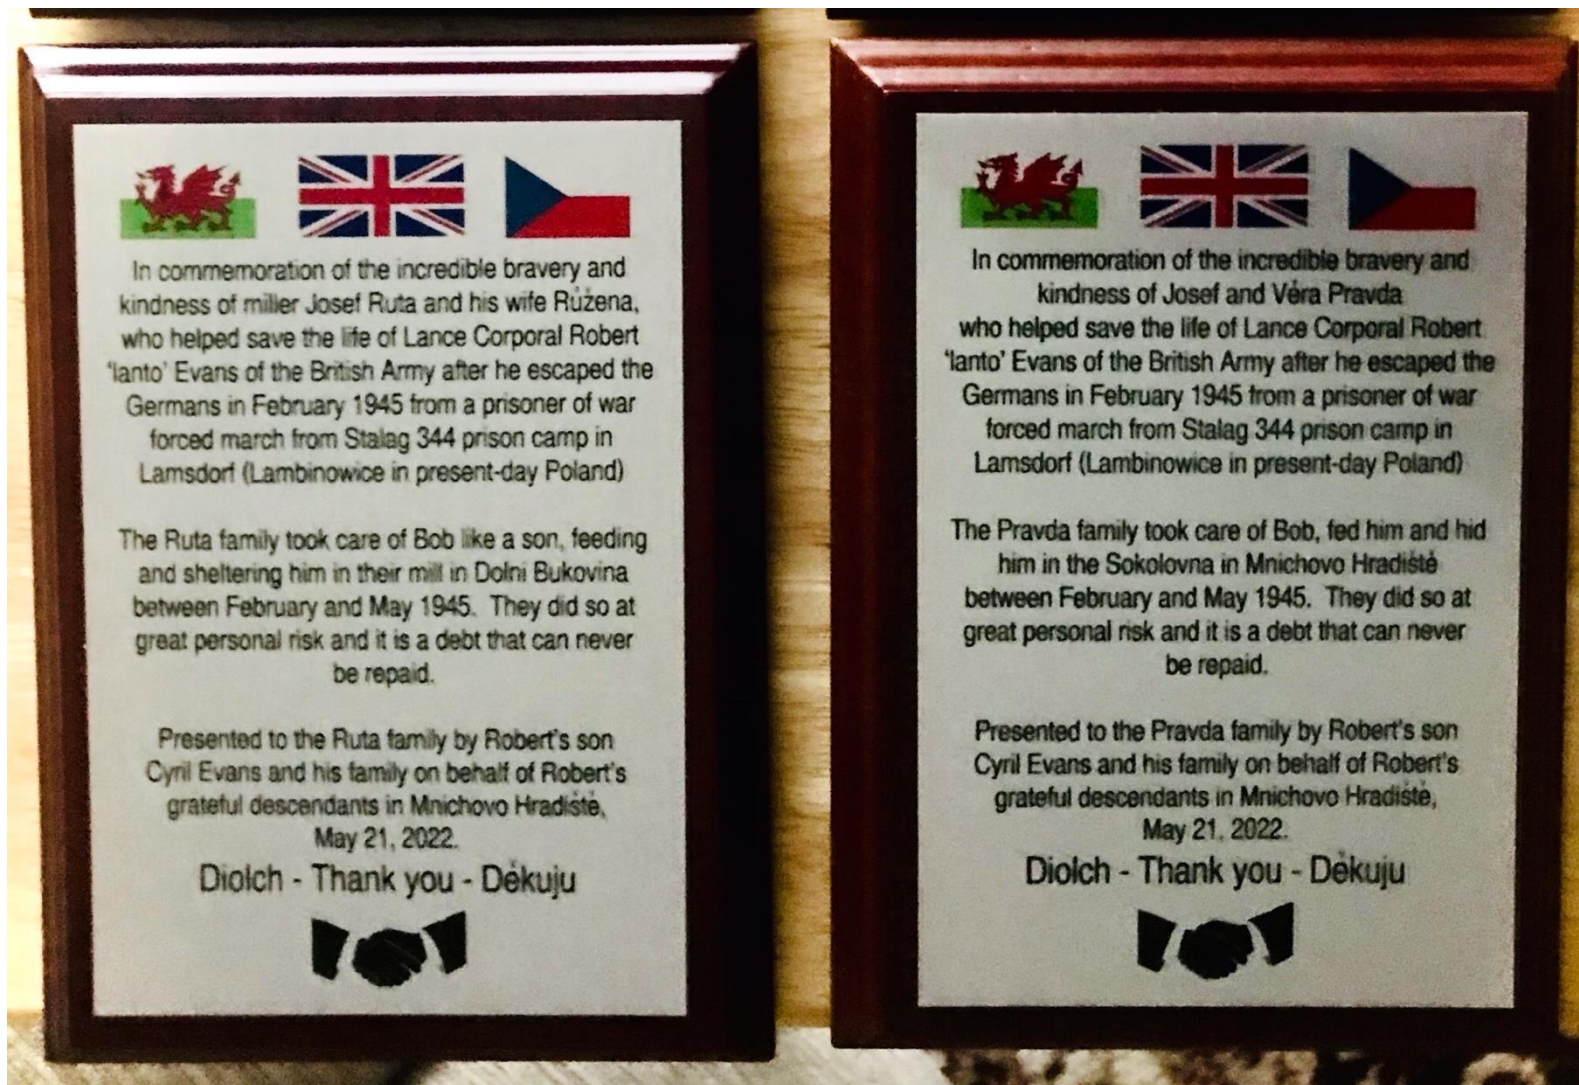 In commemoration of the incredible bravery and
kindness of miller Josef Ruta and his wife Růžena,
who helped save the life of Lance Corporal Robert
'Ianto' Evans of the British Army after he escaped the
Germans in February 1945 from a prisoner of war
forced march from Stalag 344 prison camp in
Lamsdorf (Lambinowice in present-day Poland)
The Ruta family took care of Bob like a son, feeding
and sheltering him in their mill in Dolni Bukovina
between February and May 1945. They did so at
great personal risk and it is a debt that can never
be repaid.
Presented to the Ruta family by Robert's son
Cyril Evans and his family on behalf of Robert's
grateful descendants in Mnichovo Hradiště,
May 21, 2022.
Diolch - Thank you - Děkuju
In commemoration of the incredible bravery and
kindness of Josef and Věra Pravda
who helped save the life of Lance Corporal Robert
'Ianto' Evans of the British Army after he escaped the
Germans in February 1945 from a prisoner of war
forced march from Stalag 344 prison camp in
Lamsdorf (Lambinowice in present-day Poland)
The Pravda family took care of Bob, fed him and hid
him in the Sokolovna in Mnichovo Hradiště
between February and May 1945. They did so at
great personal risk and it is a debt that can never
be repaid.
Presented to the Pravda family by Robert's son
Cyril Evans and his family on behalf of Robert's
grateful descendants in Mnichovo Hradiště,
May 21, 2022.
Diolch - Thank you - Děkuju